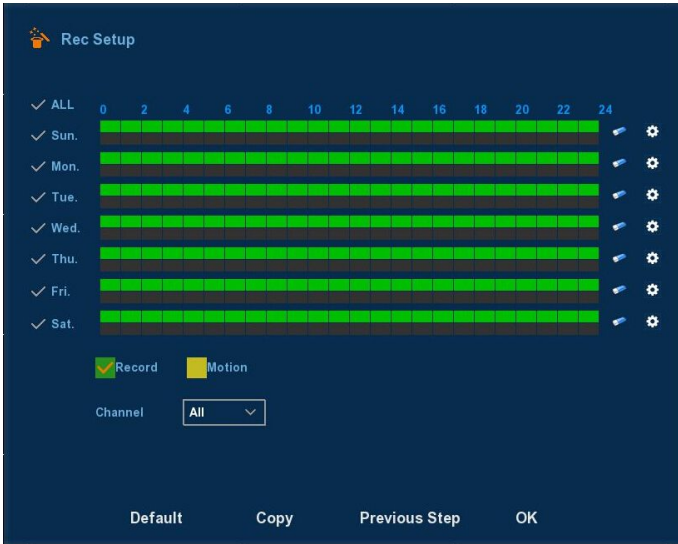 Rec Setup
ALL 0 2 4 6 8 10 12 14 16 18 20 22 24
Sun.
Mon.
Tue.
Wed.
Thu.
Fri.
Sat.
Record Motion
Channel All
Default Copy Previous Step OK